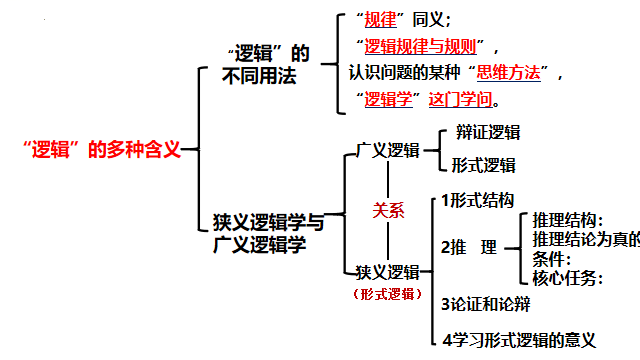 “逻辑”的多种含义
“逻辑”的
不同用法
“规律”同义；
“逻辑规律与规则”，
认识问题的某种“思维方法”，
“逻辑学”这门学问。
狭义逻辑学与
广义逻辑学
广义逻辑
辩证逻辑
形式逻辑
关系
狭义逻辑
（形式逻辑）
1形式结构
2推 理
推理结构：
推理结论为真的
条件：
核心任务：
3论证和论辩
4学习形式逻辑的意义